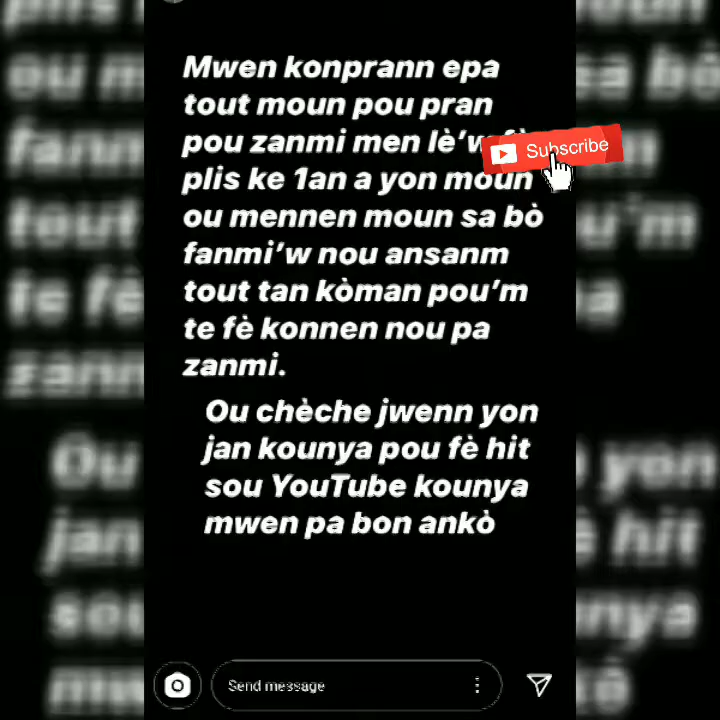 Mwen konprann epa
tout moun pou pran
pou zanmi men lè'w
Subscribe
plis ke 1an a yon moun
ou mennen moun sa bò
fanmi'w nou ansanm
tout tan kòman pou'm
te fè konnen nou pa
zanmi.
Ou chèche jwenn yon
jan kounya pou fè hit
sou YouTube kounya
mwen pa bon ankò
Send message